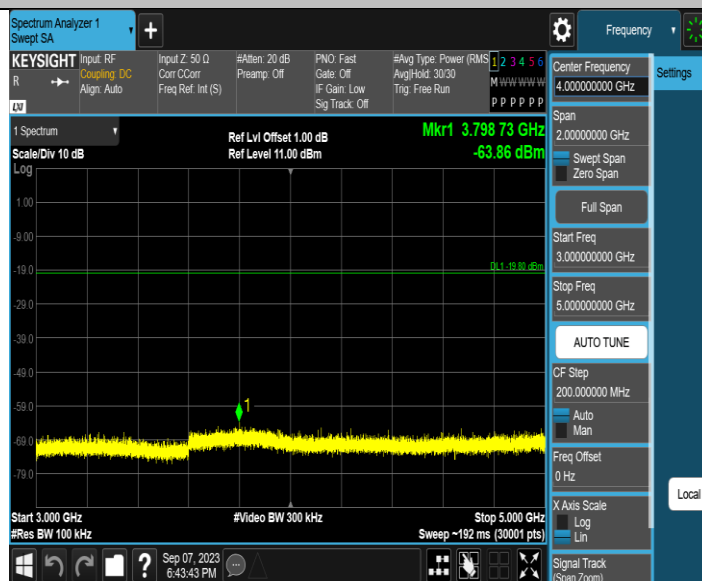 Spectrum Analyzer 1
Swept SA
+
Frequency
KEYSIGHT
R
LXI
Input: RF
Coupling: DC
Align: Auto
Input Z: 50 Ω
Corr CCorr
Freq Ref: Int (S)
#Atten: 20 dB
Preamp: Off
PNO: Fast
Gate: Off
IF Gain: Low
Sig Track: Off
#Avg Type: Power (RMS
Avg|Hold: 30/30
Trig: Free Run
1 2 3 4 5 6
M W W W W W
P P P P P P
1 Spectrum
Scale/Div 10 dB
Log
Ref Lvl Offset 1.00 dB
Ref Level 11.00 dBm
Mkr1 3.798 73 GHz
-63.86 dBm
1.00
-9.00
-19.0
DL1 -19.80 dBm
-29.0
-39.0
-49.0
-59.0
1
-69.0
-79.0
Start 3.000 GHz
#Res BW 100 kHz
#Video BW 300 kHz
Stop 5.000 GHz
Sweep ~192 ms (30001 pts)
?
Sep 07, 2023
6:43:43 PM
Center Frequency
4.00000000 GHz
Span
2.00000000 GHz
Swept Span
Zero Span
Full Span
Start Freq
3.000000000 GHz
Stop Freq
5.000000000 GHz
AUTO TUNE
CF Step
200.000000 MHz
Auto
Man
Freq Offset
0 Hz
X Axis Scale
Log
Lin
Signal Track
(Span Zoom)
Settings
Local